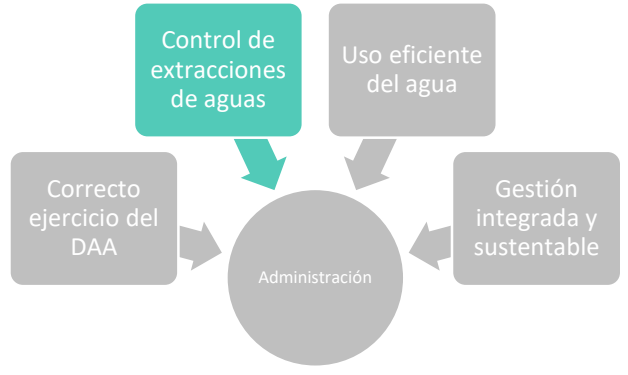 Control de
extracciones
de aguas
Uso eficiente
del agua
Correcto
ejercicio del
DAA
Gestión
integrada y
sustentable
Administración